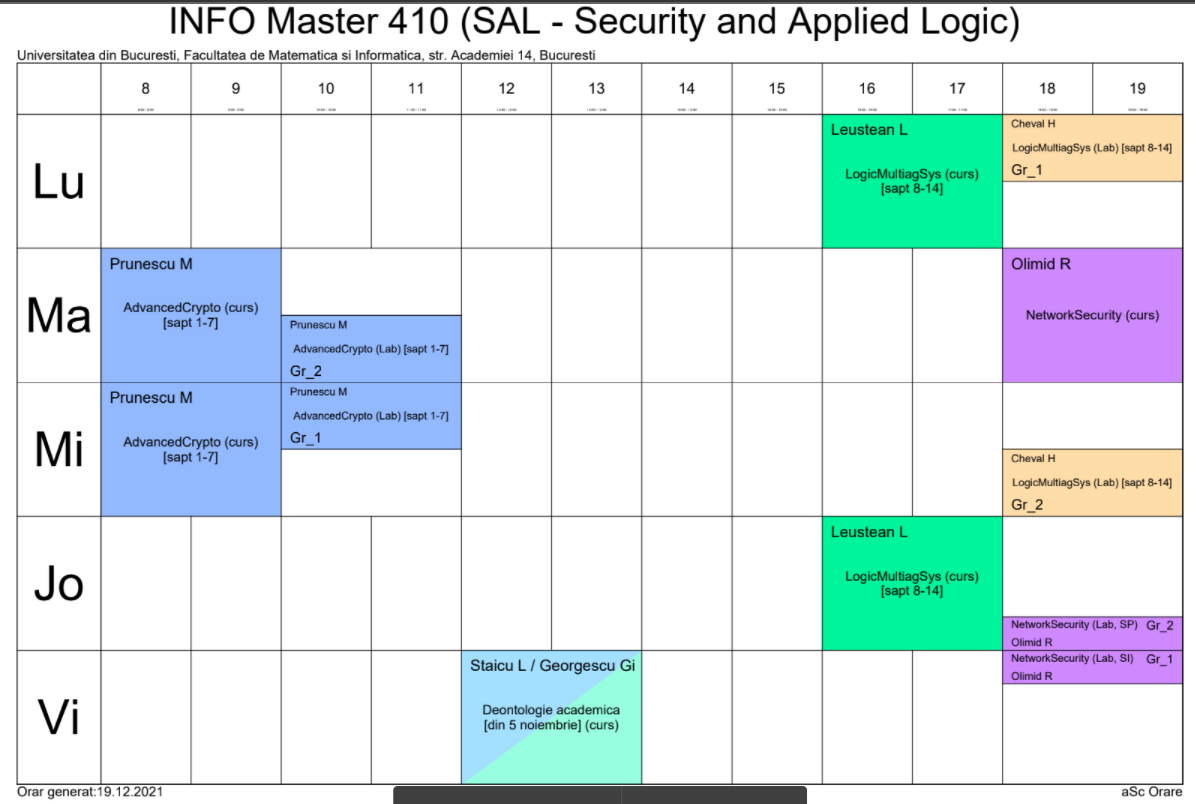 INFO Master 410 (SAL - Security and Applied Logic)
Universitatea din Bucuresti, Facultatea de Matematica si Informatica, str. Academiei 14, Bucuresti
8 9 10 11 12 13 14 15 16 17 18 19
Lu
Leustean L
LogicMultiagSys (curs)
[sapt 8-14]
Cheval H
LogicMultiagSys (Lab) [sapt 8-14]
Gr_1
Ma
Prunescu M
AdvancedCrypto (curs)
[sapt 1-7]
Prunescu M
AdvancedCrypto (Lab) [sapt 1-7]
Gr_2
Olimid R
NetworkSecurity (curs)
Mi
Prunescu M
AdvancedCrypto (curs)
[sapt 1-7]
Prunescu M
AdvancedCrypto (Lab) [sapt 1-7]
Gr_1
Cheval H
LogicMultiagSys (Lab) [sapt 8-14]
Gr_2
Jo
Leustean L
LogicMultiagSys (curs)
[sapt 8-14]
NetworkSecurity (Lab, SP) Gr_2
Olimid R
Vi
Staicu L / Georgescu Gi
Deontologie academica
[din 5 noiembrie] (curs)
NetworkSecurity (Lab, SI) Gr_1
Olimid R
Orar generat:19.12.2021
aSc Orare